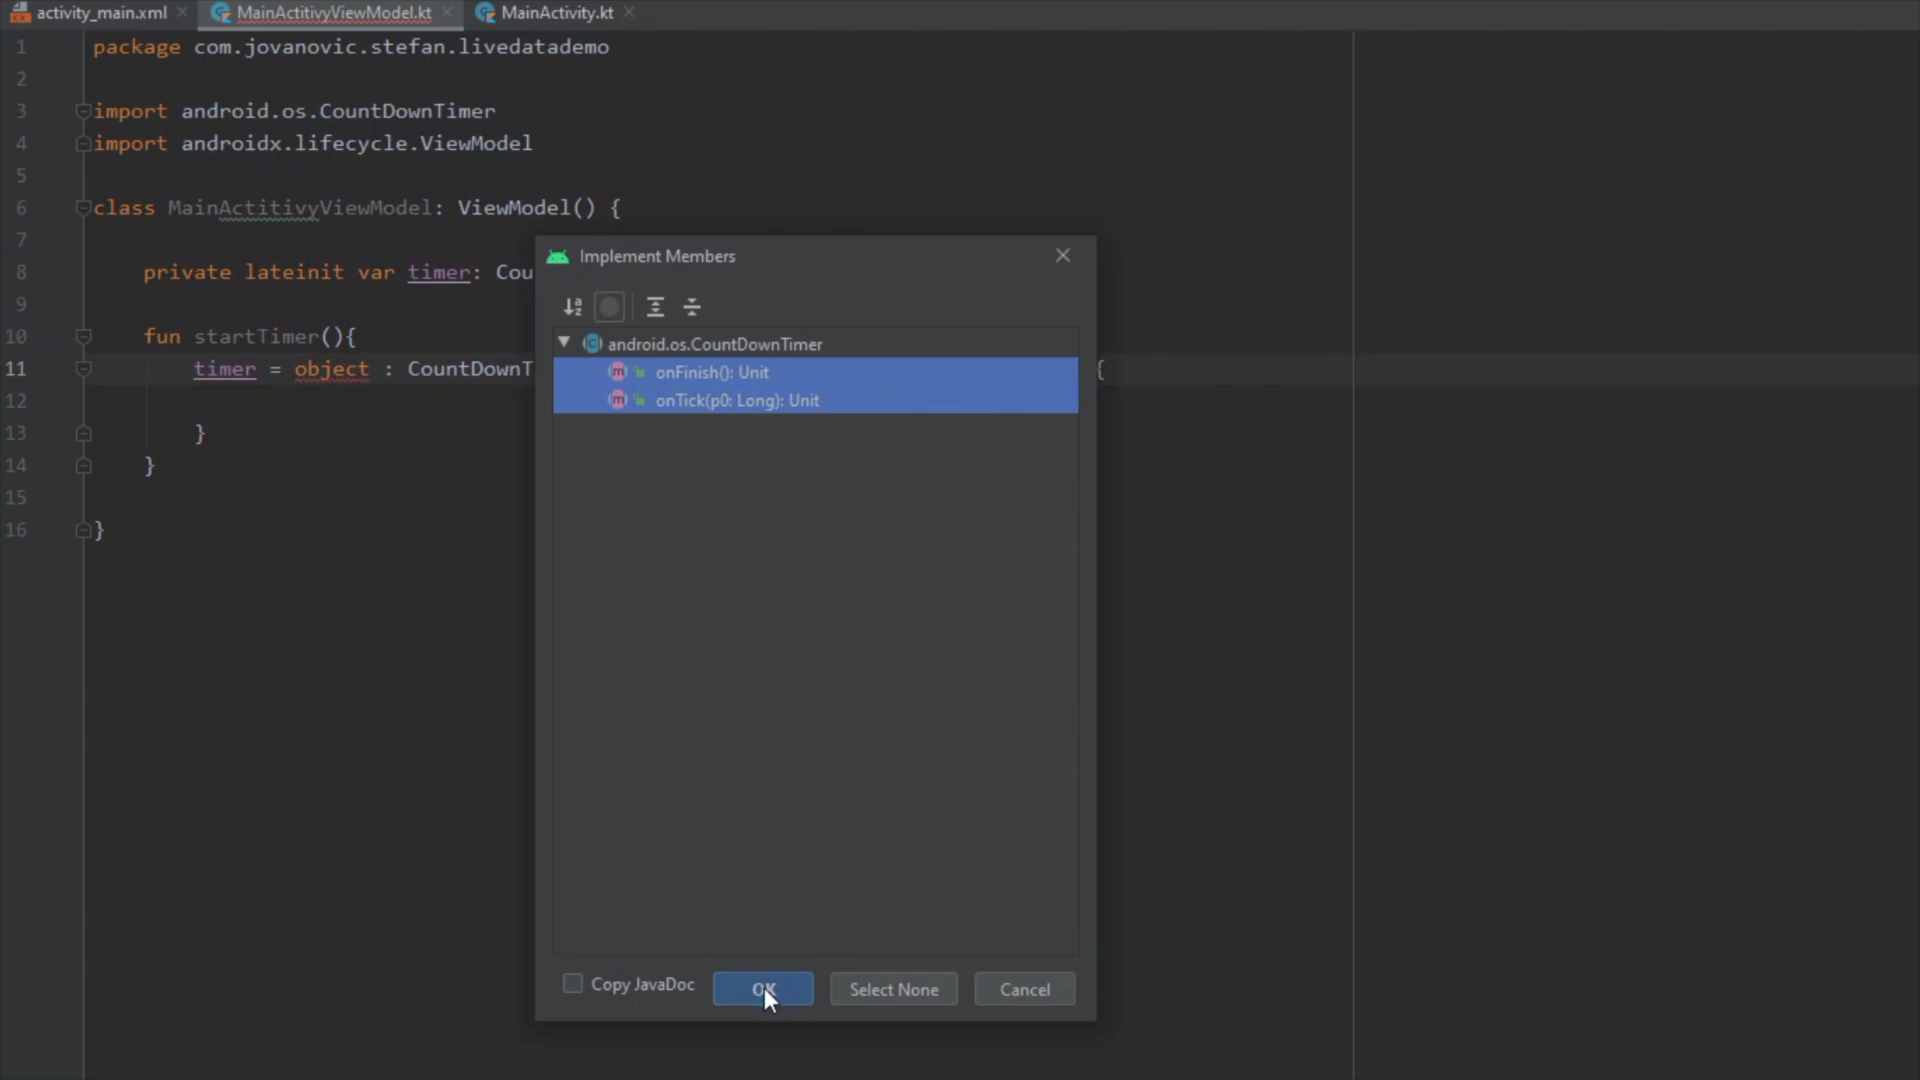 activity_main.xml MainActitivyViewModel.kt MainActivity.kt
1 package com.jovanovic.stefan.livedatademo
2
3 import android.os.CountDownTimer
4 import androidx.lifecycle.ViewModel
5
6 class MainActitivyViewModel: ViewModel() {
7
8 private lateinit var timer: Cou
9
10 fun startTimer(){
11 timer = object : CountDownT {
12
13 }
14 }
15
16 }
Implement Members
android.os.CountDownTimer
onFinish(): Unit
onTick(p0: Long): Unit
Copy JavaDoc OK Select None Cancel